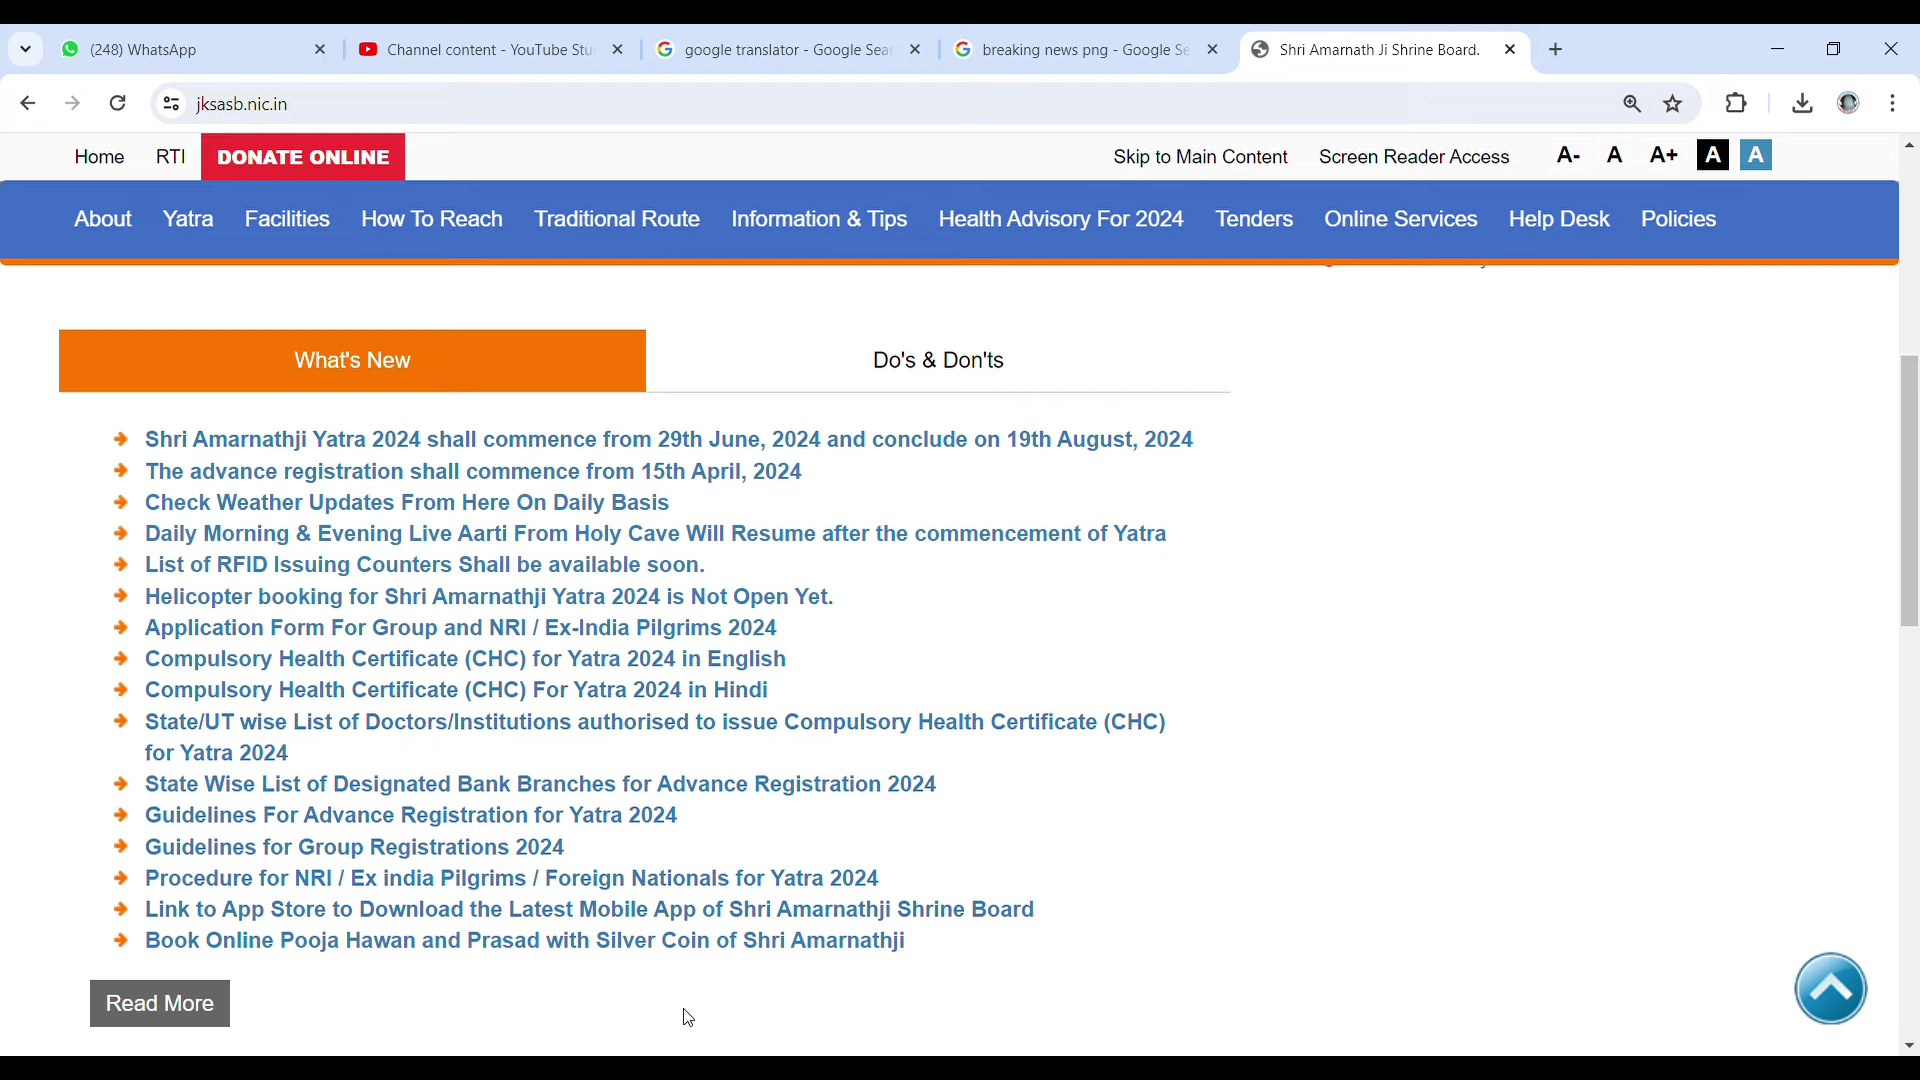 (248) WhatsApp
Channel content - YouTube Stu
google translator - Google Sear
breaking news png - Google Se
Shri Amarnath Ji Shrine Board.
jksasb.nic.in
Home RTI DONATE ONLINE Skip to Main Content Screen Reader Access A- A A+ A A
About Yatra Facilities How To Reach Traditional Route Information & Tips Health Advisory For 2024 Tenders Online Services Help Desk Policies
What's New Do's & Don'ts
Shri Amarnathji Yatra 2024 shall commence from 29th June, 2024 and conclude on 19th August, 2024
The advance registration shall commence from 15th April, 2024
Check Weather Updates From Here On Daily Basis
Daily Morning & Evening Live Aarti From Holy Cave Will Resume after the commencement of Yatra
List of RFID Issuing Counters Shall be available soon.
Helicopter booking for Shri Amarnathji Yatra 2024 is Not Open Yet.
Application Form For Group and NRI / Ex-India Pilgrims 2024
Compulsory Health Certificate (CHC) for Yatra 2024 in English
Compulsory Health Certificate (CHC) For Yatra 2024 in Hindi
State/UT wise List of Doctors/Institutions authorised to issue Compulsory Health Certificate (CHC)
for Yatra 2024
State Wise List of Designated Bank Branches for Advance Registration 2024
Guidelines For Advance Registration for Yatra 2024
Guidelines for Group Registrations 2024
Procedure for NRI / Ex india Pilgrims / Foreign Nationals for Yatra 2024
Link to App Store to Download the Latest Mobile App of Shri Amarnathji Shrine Board
Book Online Pooja Hawan and Prasad with Silver Coin of Shri Amarnathji
Read More